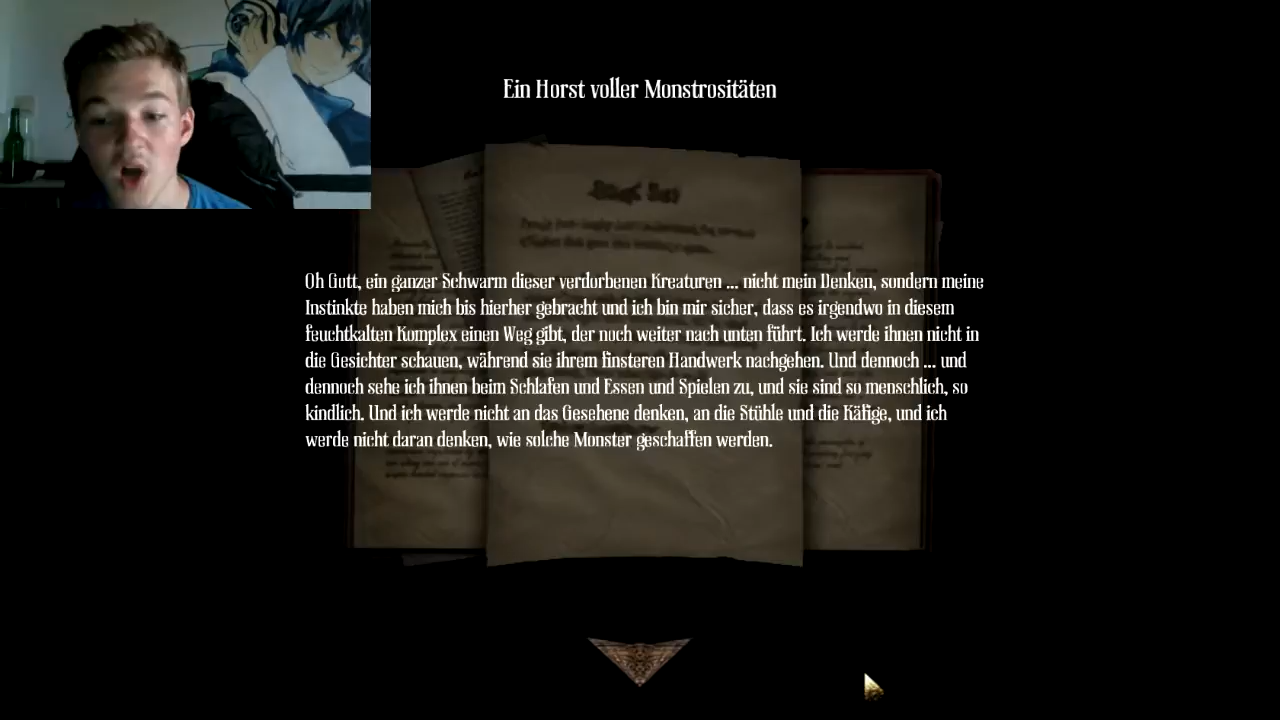 Ein Horst voller Monstrositäten
Oh Gott, ein ganzer Schwarm dieser verdorbenen Kreaturen ... nicht mein Denken, sondern meine
Instinkte haben mich bis hierher gebracht und ich bin mir sicher, dass es irgendwo in diesem
feuchtkalten Komplex einen Weg gibt, der noch weiter nach unten führt. Ich werde ihnen nicht in
die Gesichter schauen, während sie ihrem finsteren Handwerk nachgehen. Und dennoch ... und
dennoch sehe ich ihnen beim Schlafen und Essen und Spielen zu, und sie sind so menschlich, so
kindlich. Und ich werde nicht an das Gesehene denken, an die Stühle und die Käfige, und ich
werde nicht daran denken, wie solche Monster geschaffen werden.